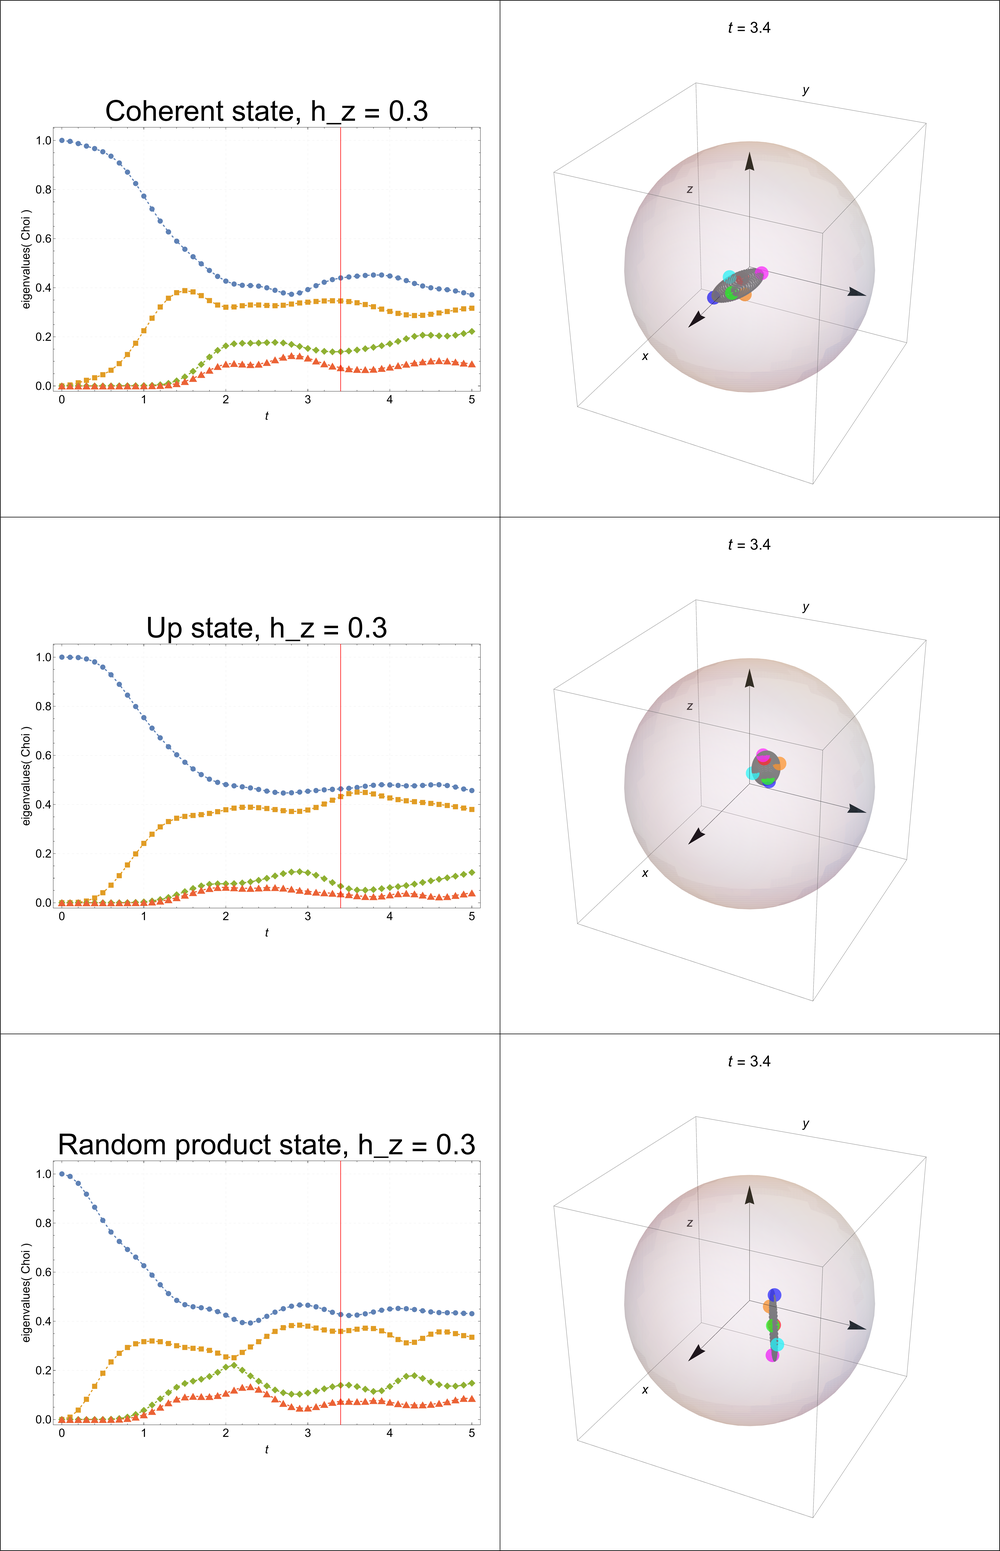 t = 3.4
Coherent state, h_z = 0.3
eigenvalues( Choi )
1.0
0.8
0.6
0.4
0.2
0.0
0 1 2 3 4 5
t
y
z
x
t = 3.4
Up state, h_z = 0.3
eigenvalues( Choi )
1.0
0.8
0.6
0.4
0.2
0.0
0 1 2 3 4 5
t
y
z
x
t = 3.4
Random product state, h_z = 0.3
eigenvalues( Choi )
1.0
0.8
0.6
0.4
0.2
0.0
0 1 2 3 4 5
t
y
z
x